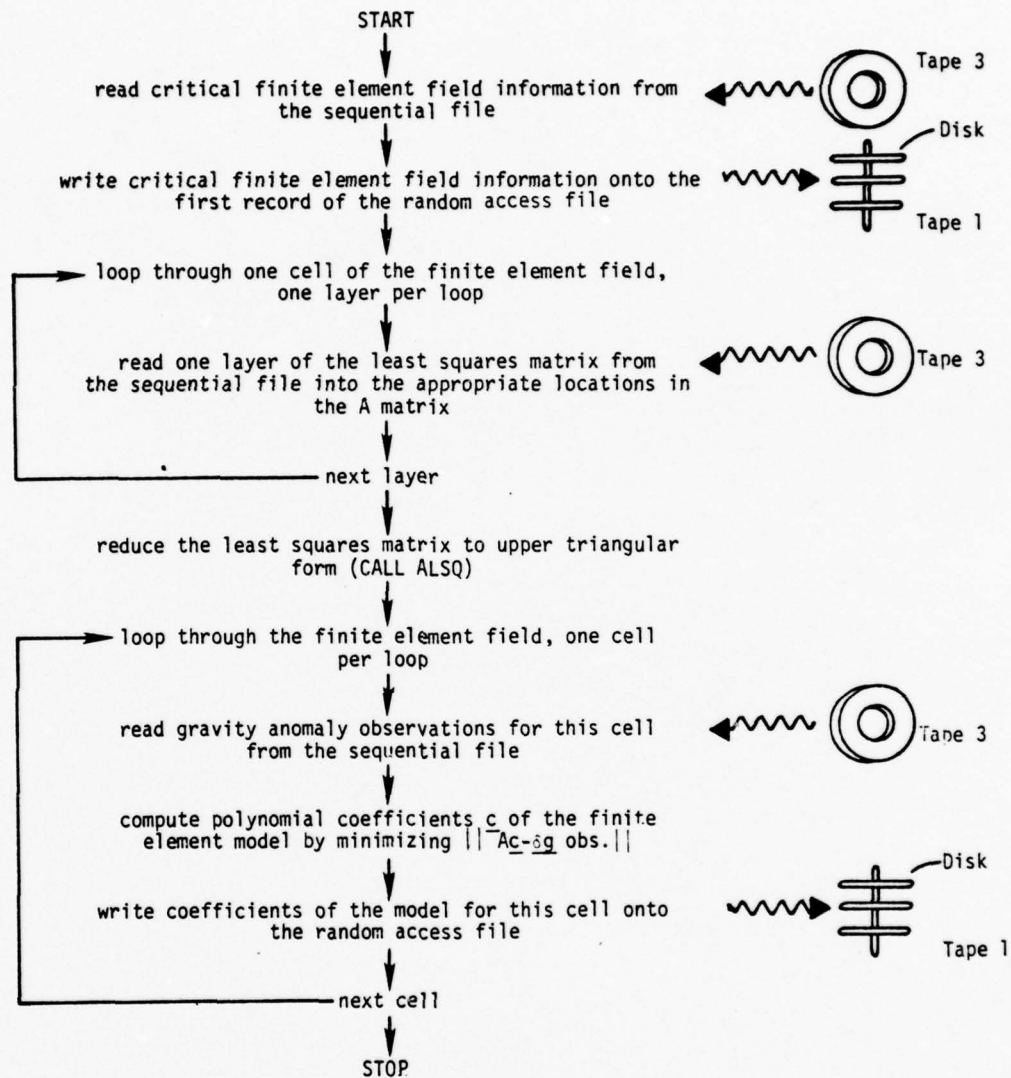 START
read critical finite element field information from
the sequential file
Tape 3
Disk
write critical finite element field information onto the
first record of the random access file
Tape 1
loop through one cell of the finite element field,
one layer per loop
read one layer of the least squares matrix from
the sequential file into the appropriate locations in
the A matrix
Tape 3
next layer
reduce the least squares matrix to upper triangular
form (CALL ALSQ)
loop through the finite element field, one cell
per loop
read gravity anomaly observations for this cell
from the sequential file
Tape 3
compute polynomial coefficients c of the finite
element model by minimizing ||Ac-δg obs.||
Disk
write coefficients of the model for this cell onto
the random access file
Tape 1
next cell
STOP